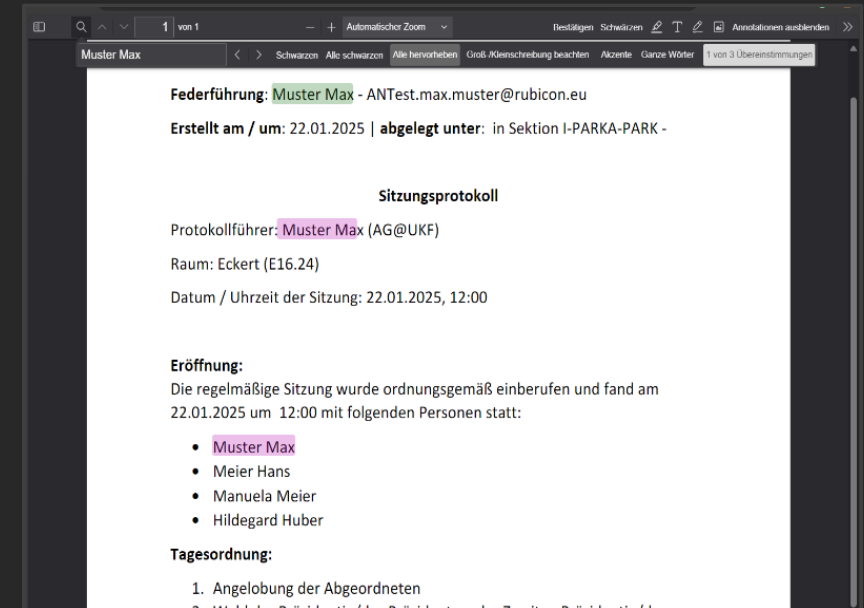 1 von 1 Automatischer Zoom Bestätigen Schwärzen T Annotationen ausblenden
Muster Max Schwarzen Alle schwarzen Alle hervorheben Groß-/Kleinschreibung beachten Akzente Ganze Wörter 1 von 3 Übereinstimmungen
Federführung: Muster Max - ANTest.max.muster@rubicon.eu
Erstellt am / um: 22.01.2025 | abgelegt unter: in Sektion I-PARKA-PARK -
Sitzungsprotokoll
Protokollführer: Muster Max (AG@UKF)
Raum: Eckert (E16.24)
Datum / Uhrzeit der Sitzung: 22.01.2025, 12:00
Eröffnung:
Die regelmäßige Sitzung wurde ordnungsgemäß einberufen und fand am
22.01.2025 um 12:00 mit folgenden Personen statt:
• Muster Max
• Meier Hans
• Manuela Meier
• Hildegard Huber
Tagesordnung:
1. Angelobung der Abgeordneten